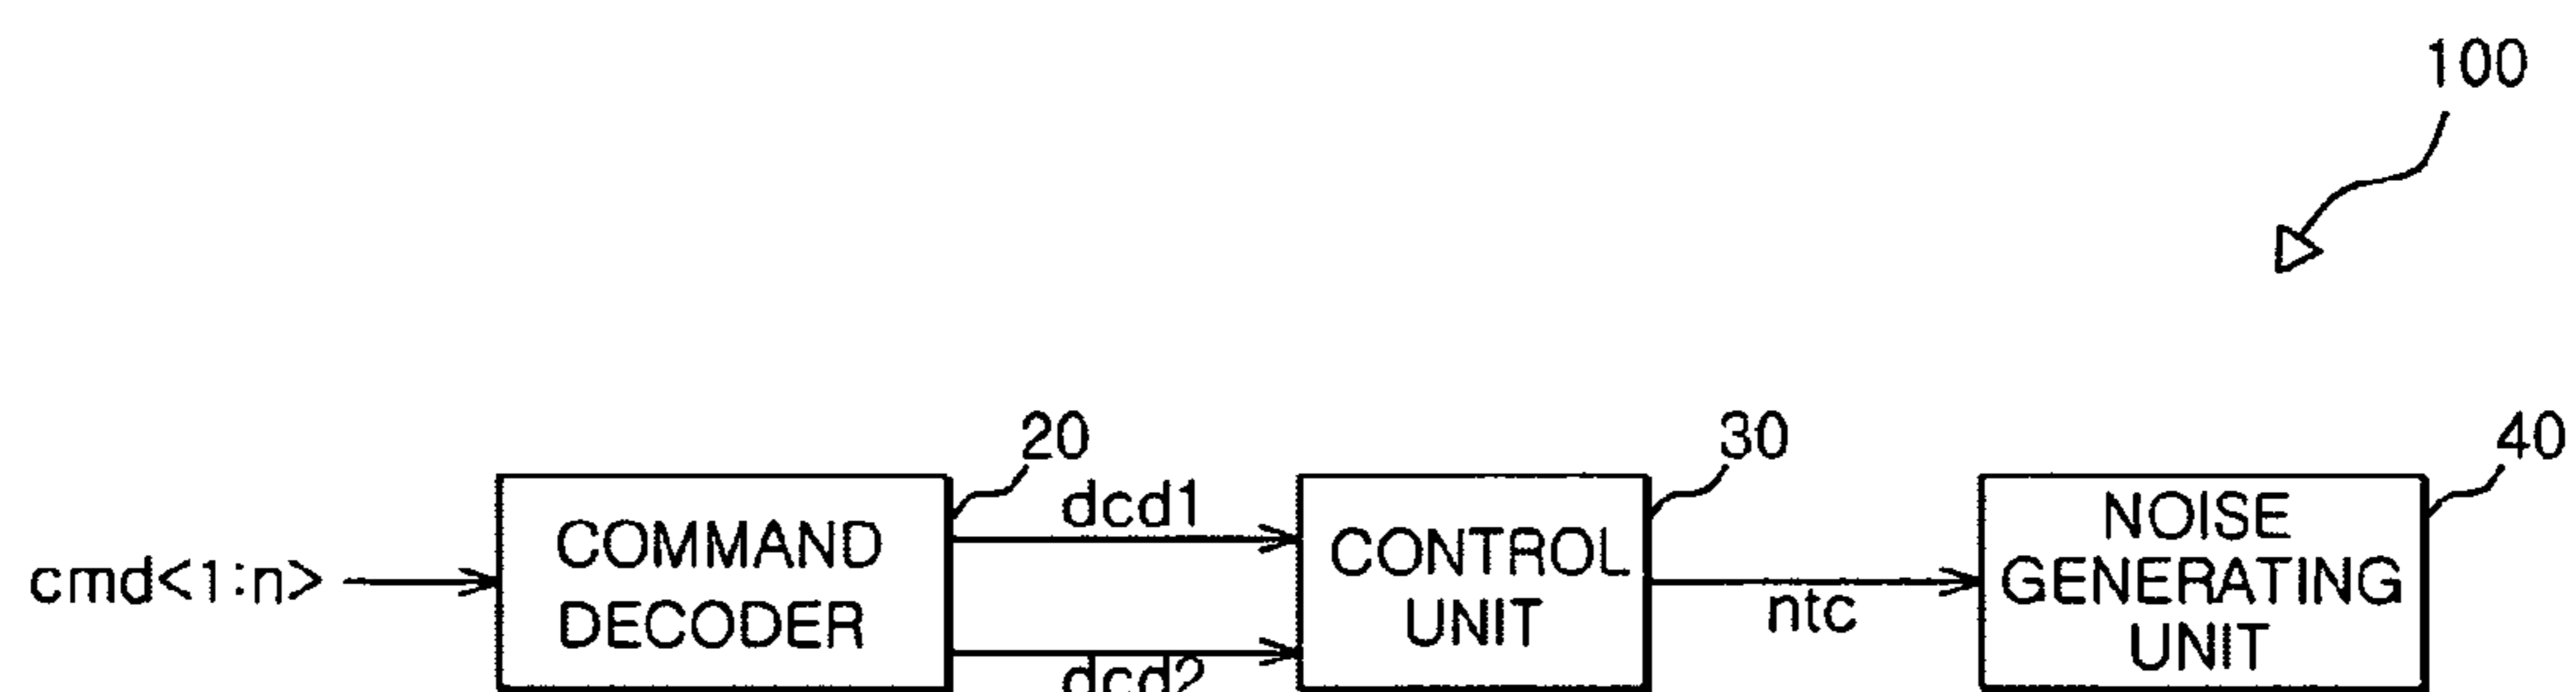 100
20
30
40
cmd<1:n>
COMMAND
DECODER
dcd1
dcd2
CONTROL
UNIT
ntc
NOISE
GENERATING
UNIT